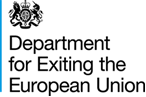 Department
for Exiting the
European Union